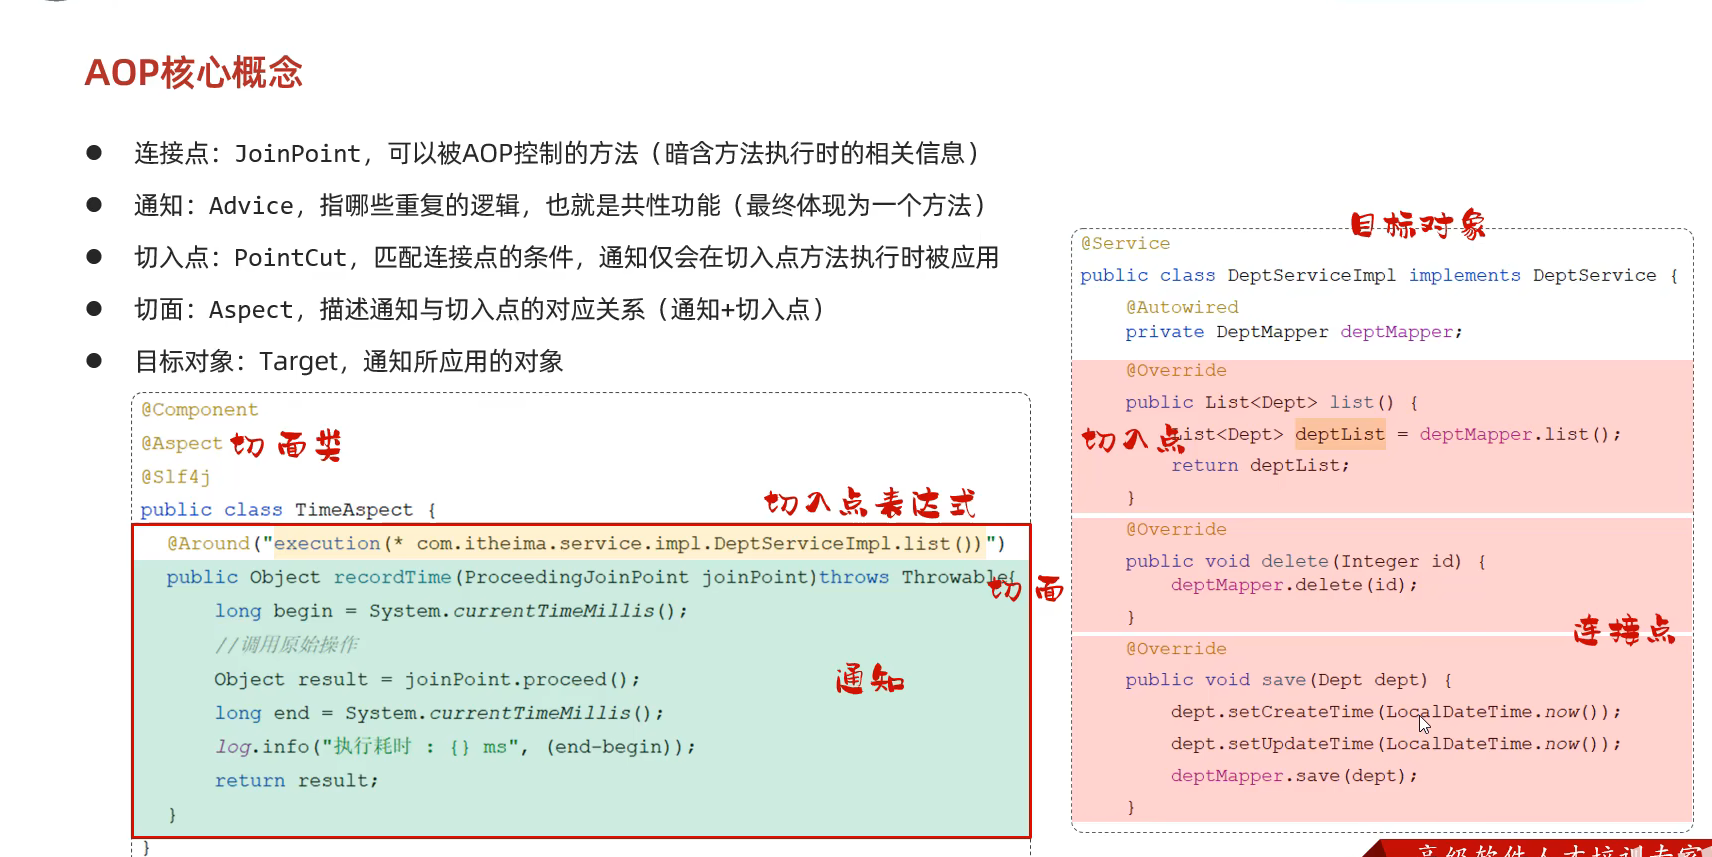 AOP核心概念
● 连接点：JoinPoint，可以被AOP控制的方法（暗含方法执行时的相关信息）
● 通知：Advice，指哪些重复的逻辑，也就是共性功能（最终体现为一个方法）
● 切入点：PointCut，匹配连接点的条件，通知仅会在切入点方法执行时被应用
● 切面：Aspect，描述通知与切入点的对应关系（通知+切入点）
● 目标对象：Target，通知所应用的对象
@Component
@Aspect 切面类
@Slf4j
public class TimeAspect {
切入点表达式
@Around("execution(* com.itheima.service.impl.DeptServiceImpl.list())")
public Object recordTime(ProceedingJoinPoint joinPoint)throws Throwable{
切面
long begin = System.currentTimeMillis();
//调用原始操作
Object result = joinPoint.proceed();
通知
long end = System.currentTimeMillis();
log.info("执行耗时 : {} ms", (end-begin));
return result;
}
}
目标对象
@Service
public class DeptServiceImpl implements DeptService {
@Autowired
private DeptMapper deptMapper;
@Override
public List<Dept> list() {
切入点
List<Dept> deptList = deptMapper.list();
return deptList;
}
@Override
public void delete(Integer id) {
deptMapper.delete(id);
}
连接点
@Override
public void save(Dept dept) {
dept.setCreateTime(LocalDateTime.now());
dept.setUpdateTime(LocalDateTime.now());
deptMapper.save(dept);
}
高级软件人才培训专家